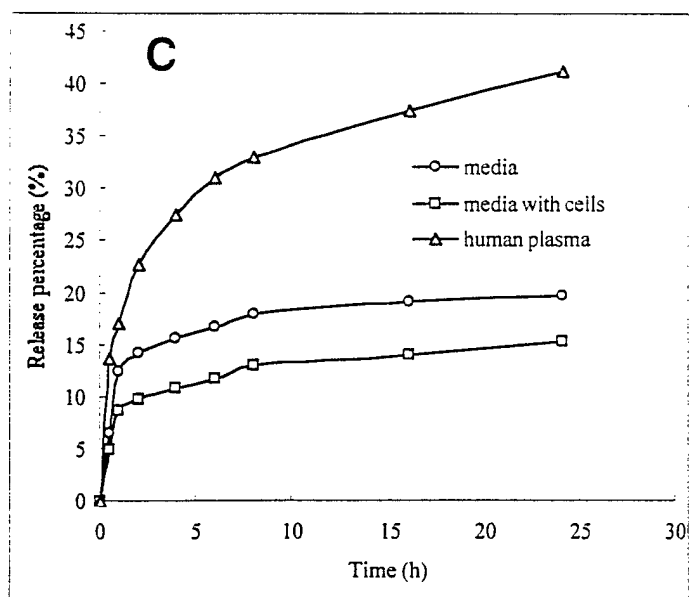 C
45
40
35
30
25
20
15
10
5
0
Release percentage (%)
media
media with cells
human plasma
0 5 10 15 20 25 30
Time (h)